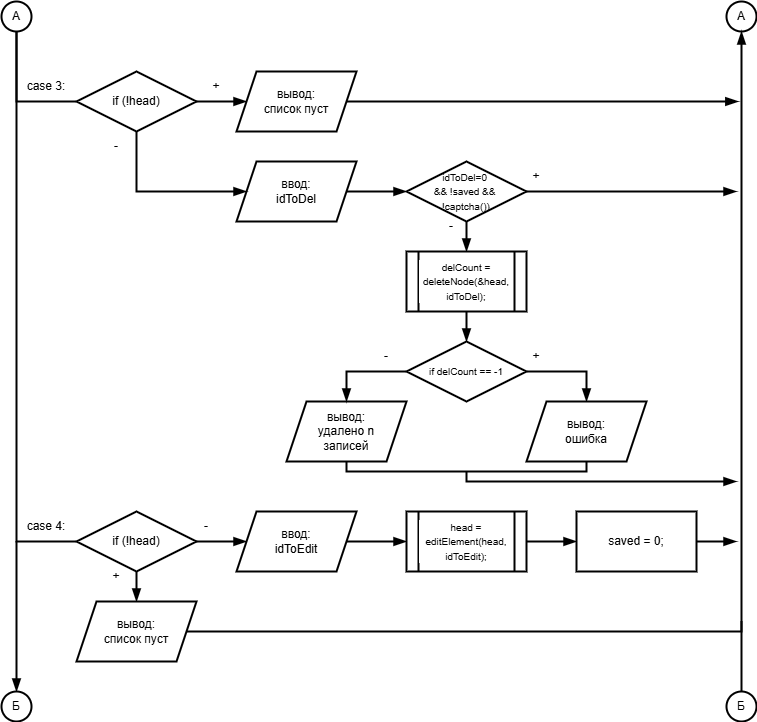 А
А
case 3:
if (!head)
+
вывод:
список пуст
-
ввод:
idToDel
idToDel=0
&& !saved &&
!captcha())
+
-
delCount =
deleteNode(&head,
idToDel);
if delCount == -1
-
+
вывод:
удалено n
записей
вывод:
ошибка
case 4:
if (!head)
-
ввод:
idToEdit
head =
editElement(head,
idToEdit);
saved = 0;
+
вывод:
список пуст
Б
Б